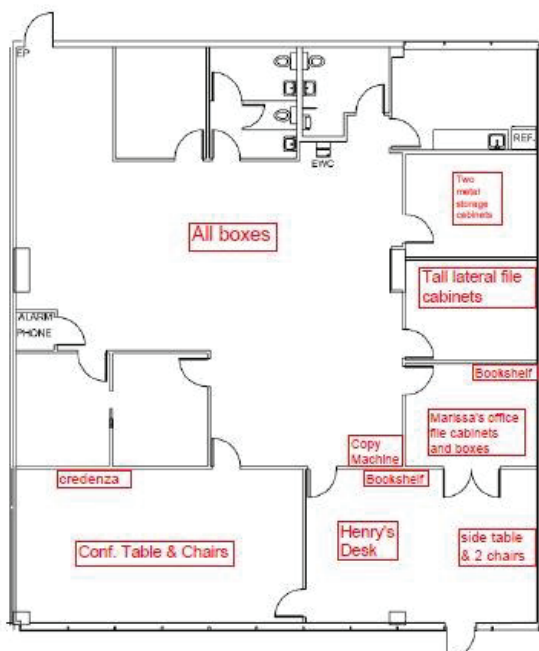 EP
REF.
EWC
Two
metal
storage
cabinets
All boxes
Tall lateral file
cabinets
ALARM
PHONE
Bookshelf
Marissa's office
file cabinets
and boxes
Copy
Machine
credenza
Bookshelf
Henry's
Desk
side table
& 2 chairs
Conf. Table & Chairs